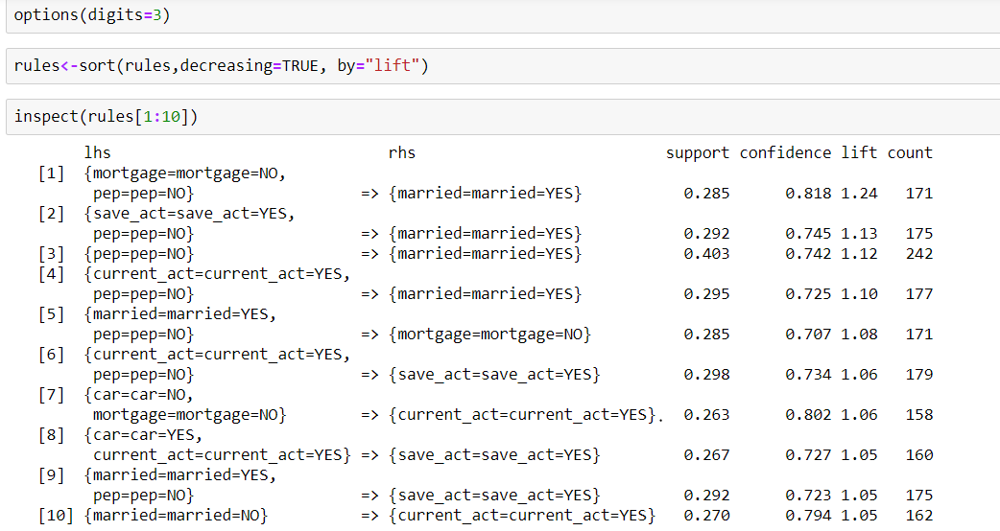 options(digits=3)
rules<-sort(rules,decreasing=TRUE, by="lift")
inspect(rules[1:10])
lhs rhs support confidence lift count
[1] {mortgage=mortgage=NO,
pep=pep=NO} => {married=married=YES} 0.285 0.818 1.24 171
[2] {save_act=save_act=YES,
pep=pep=NO} => {married=married=YES} 0.292 0.745 1.13 175
[3] {pep=pep=NO} => {married=married=YES} 0.403 0.742 1.12 242
[4] {current_act=current_act=YES,
pep=pep=NO} => {married=married=YES} 0.295 0.725 1.10 177
[5] {married=married=YES,
pep=pep=NO} => {mortgage=mortgage=NO} 0.285 0.707 1.08 171
[6] {current_act=current_act=YES,
pep=pep=NO} => {save_act=save_act=YES} 0.298 0.734 1.06 179
[7] {car=car=NO,
mortgage=mortgage=NO} => {current_act=current_act=YES}. 0.263 0.802 1.06 158
[8] {car=car=YES,
current_act=current_act=YES} => {save_act=save_act=YES} 0.267 0.727 1.05 160
[9] {married=married=YES,
pep=pep=NO} => {save_act=save_act=YES} 0.292 0.723 1.05 175
[10] {married=married=NO} => {current_act=current_act=YES} 0.270 0.794 1.05 162